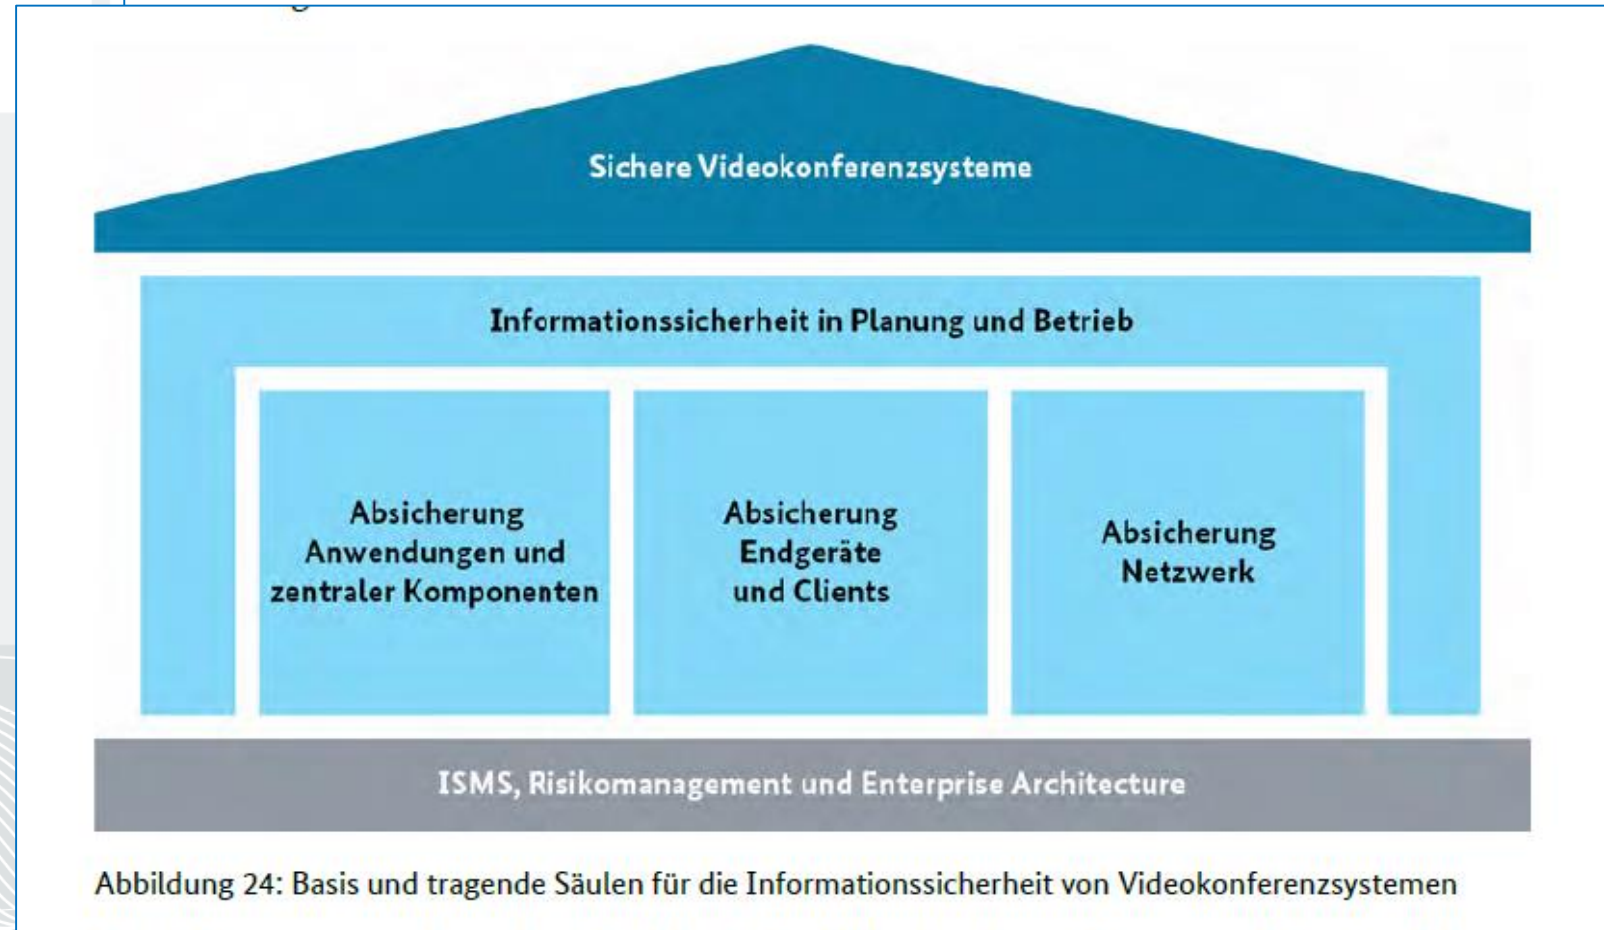 Sichere Videokonferenzsysteme
Informationssicherheit in Planung und Betrieb
Absicherung
Anwendungen und
zentraler Komponenten
Absicherung
Endgeräte
und Clients
Absicherung
Netzwerk
ISMS, Risikomanagement und Enterprise Architecture
Abbildung 24: Basis und tragende Säulen für die Informationssicherheit von Videokonferenzsystemen